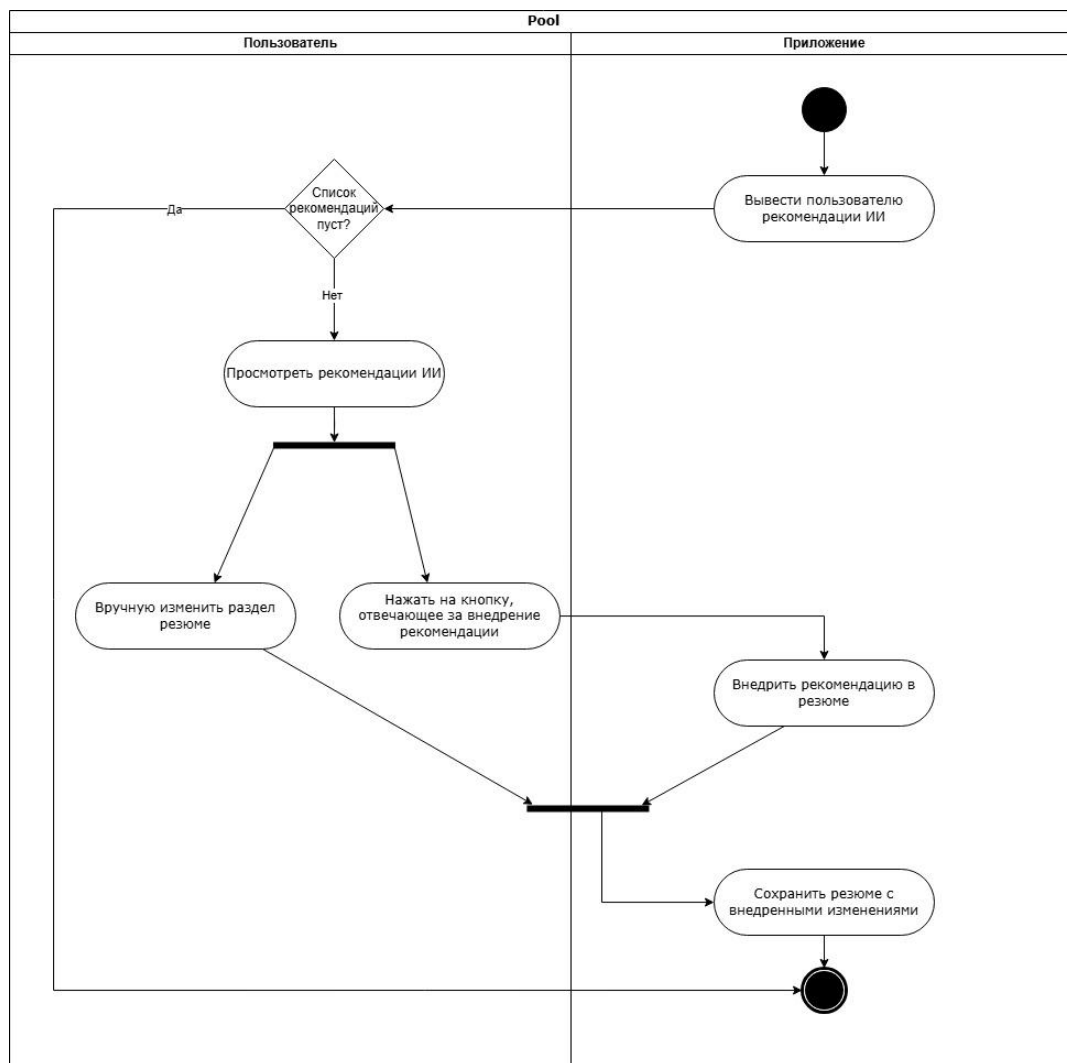 Pool
Пользователь
Приложение
Вывести пользователю
рекомендации ИИ
Список
рекомендаций
пуст?
Да
Нет
Просмотреть рекомендации ИИ
Вручную изменить раздел
резюме
Нажать на кнопку,
отвечающее за внедрение
рекомендации
Внедрить рекомендацию в
резюме
Сохранить резюме с
внедренными изменениями